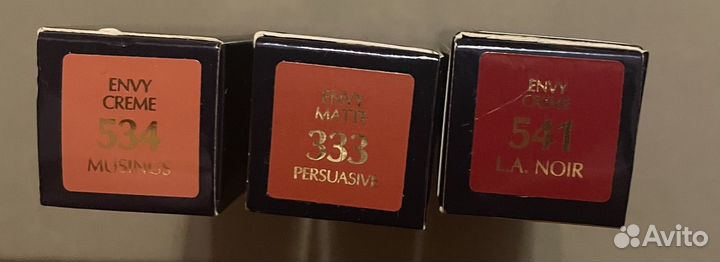 ENVY
CREME
534
MUSINGS
ENVY
MATTE
333
PERSUASIVE
ENVY
CREME
541
L.A. NOIR
Avito